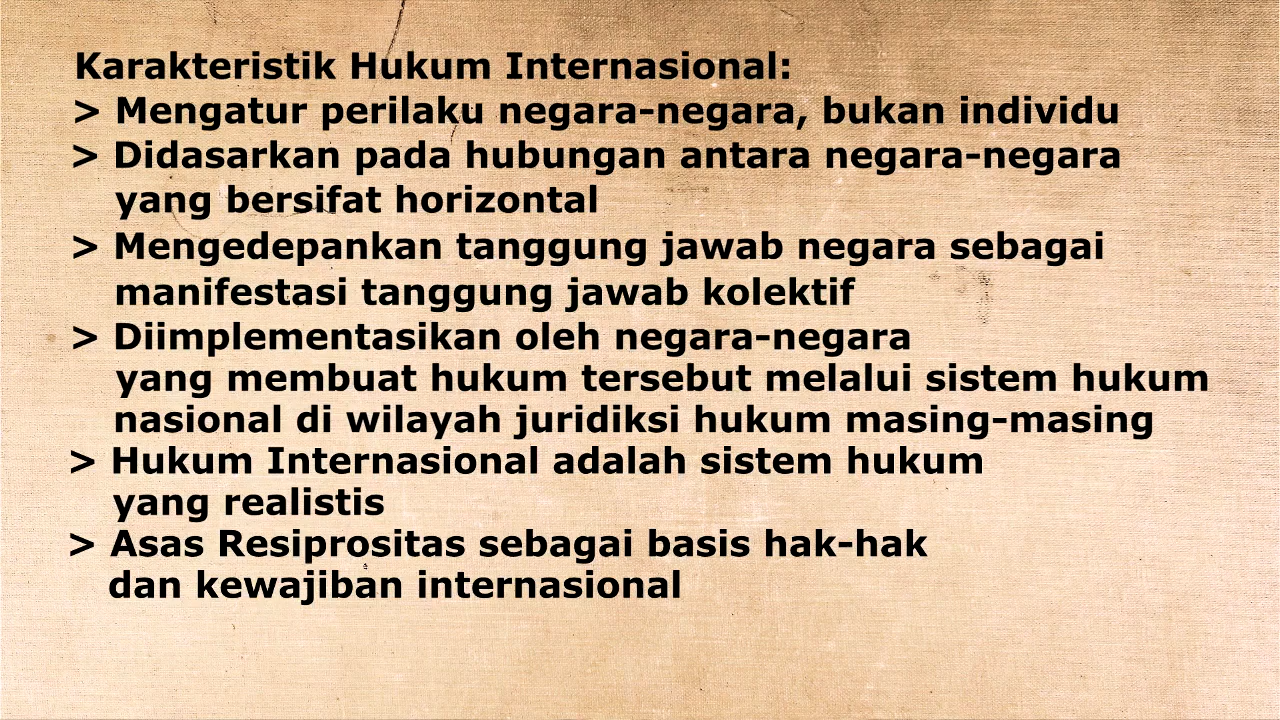 Karakteristik Hukum Internasional:
> Mengatur perilaku negara-negara, bukan individu
> Didasarkan pada hubungan antara negara-negara
yang bersifat horizontal
> Mengedepankan tanggung jawab negara sebagai
manifestasi tanggung jawab kolektif
> Diimplementasikan oleh negara-negara
yang membuat hukum tersebut melalui sistem hukum
nasional di wilayah juridiksi hukum masing-masing
> Hukum Internasional adalah sistem hukum
yang realistis
> Asas Resiprositas sebagai basis hak-hak
dan kewajiban internasional